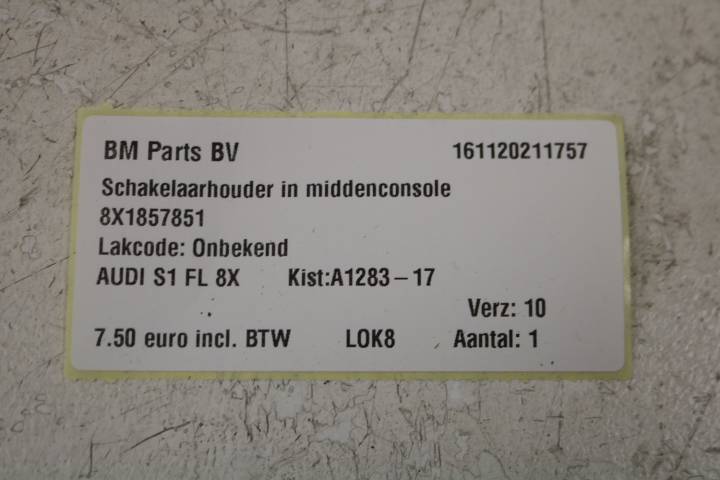 BM Parts BV 161120211757
Schakelaarhouder in middenconsole
8X1857851
Lakcode: Onbekend
AUDI S1 FL 8X Kist:A1283-17
Verz: 10
7.50 euro incl. BTW LOK8 Aantal: 1